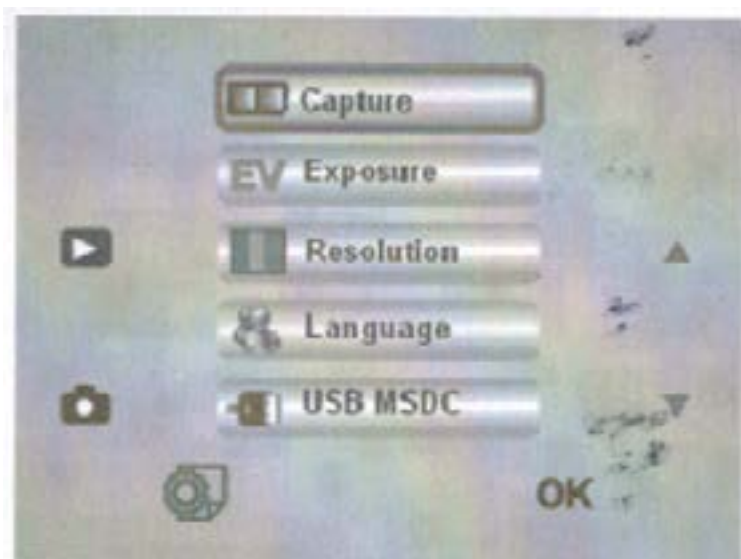 Capture
EV Exposure
Resolution
Language
USB MSDC
OK